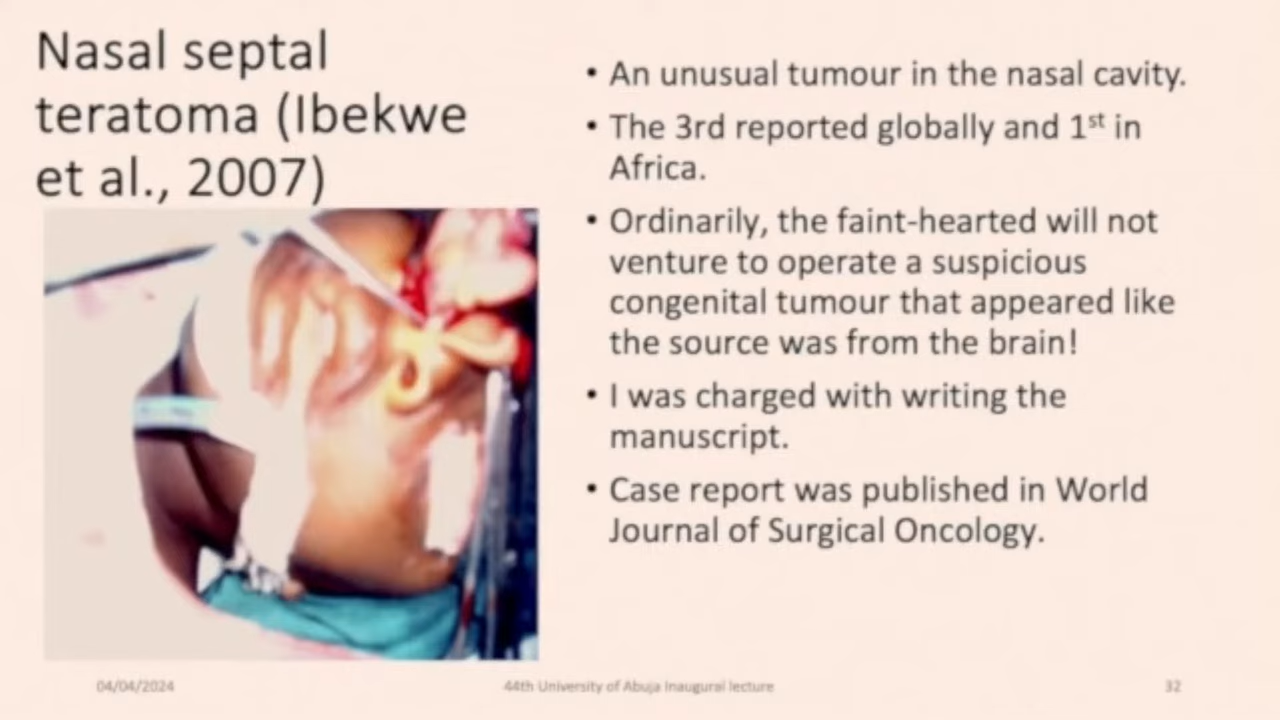 Nasal septal
teratoma (Ibekwe
et al., 2007)
• An unusual tumour in the nasal cavity.
• The 3rd reported globally and 1st in
Africa.
• Ordinarily, the faint-hearted will not
venture to operate a suspicious
congenital tumour that appeared like
the source was from the brain!
• I was charged with writing the
manuscript.
• Case report was published in World
Journal of Surgical Oncology.
04/04/2024
44th University of Abuja Inaugural lecture
32